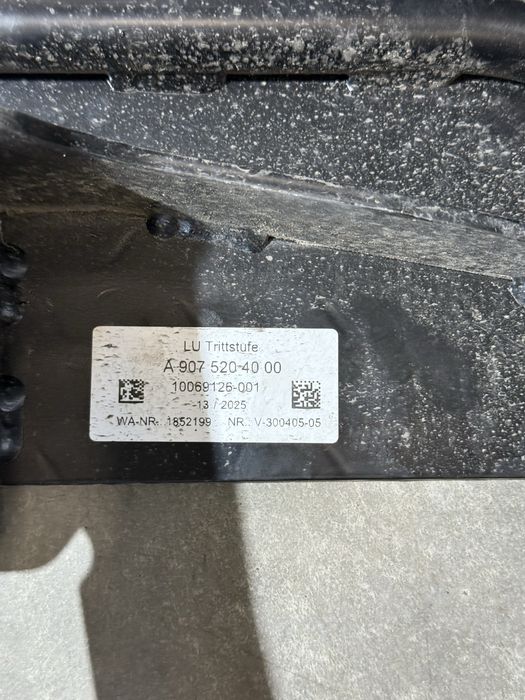 LU Trittstufe
A 907 520 40 00
10069126-001
-13 / 2025
WA-NR.: 1852199 NR.: V-300405-05